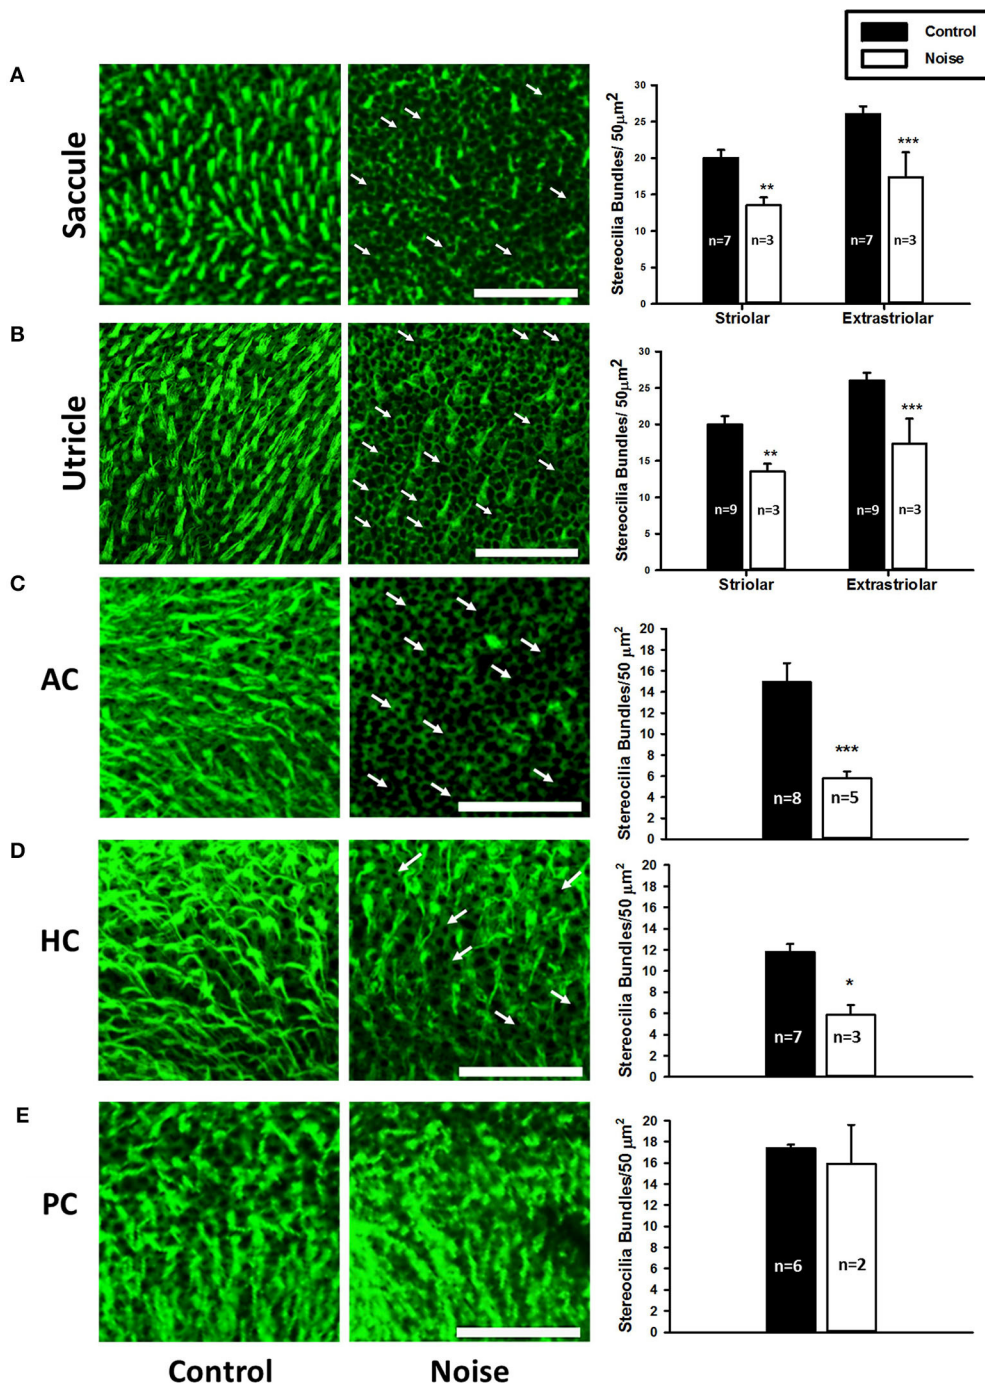 Control
Noise
A
Saccule
Stereocilia Bundles/ 50μm²
30
25
20
15
10
5
0
**
***
n=7
n=3
n=7
n=3
Striolar
Extrastriolar
B
Utricle
Stereocilia Bundles/ 50μm²
30
25
20
15
10
5
0
**
***
n=9
n=3
n=9
n=3
Striolar
Extrastriolar
C
AC
Stereocilia Bundles/50 μm²
20
18
16
14
12
10
8
6
4
2
0
***
n=8
n=5
D
HC
Stereocilia Bundles/50 μm²
20
18
16
14
12
10
8
6
4
2
0
*
n=7
n=3
E
PC
Stereocilia Bundles/50 μm²
20
18
16
14
12
10
8
6
4
2
0
n=6
n=2
Control
Noise